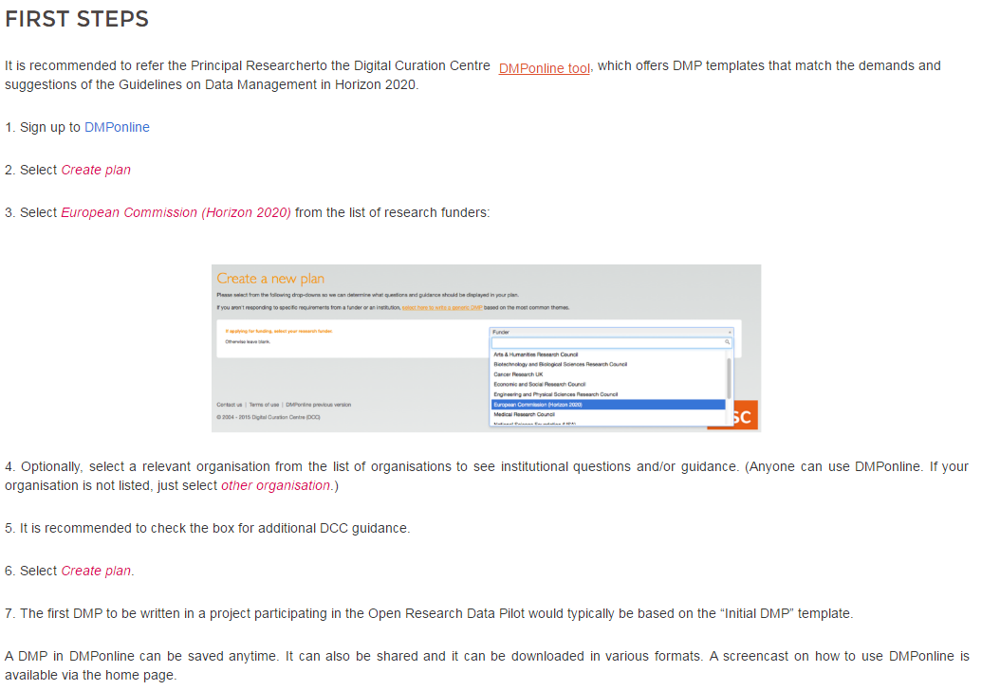 FIRST STEPS
It is recommended to refer the Principal Researcherto the Digital Curation Centre DMPonline tool, which offers DMP templates that match the demands and
suggestions of the Guidelines on Data Management in Horizon 2020.
1. Sign up to DMPonline
2. Select Create plan
3. Select European Commission (Horizon 2020) from the list of research funders:
Create a new plan
Please select from the following drop-downs so we can determine what questions and guidance should be displayed in your plan.
If you aren't responding to specific requirements from a funder or an institution, select here to write a generic DMP based on the most common themes.
If applying for funding, select your research funder.
Otherwise leave blank.
Funder
Arts & Humanities Research Council
Biotechnology and Biological Sciences Research Council
Cancer Research UK
Economic and Social Research Council
Engineering and Physical Sciences Research Council
European Commission (Horizon 2020)
Medical Research Council
Contact us | Terms of use | DMPonline previous version
© 2004 - 2015 Digital Curation Centre (DCC)
SC
4. Optionally, select a relevant organisation from the list of organisations to see institutional questions and/or guidance. (Anyone can use DMPonline. If your
organisation is not listed, just select other organisation.)
5. It is recommended to check the box for additional DCC guidance.
6. Select Create plan.
7. The first DMP to be written in a project participating in the Open Research Data Pilot would typically be based on the “Initial DMP” template.
A DMP in DMPonline can be saved anytime. It can also be shared and it can be downloaded in various formats. A screencast on how to use DMPonline is
available via the home page.